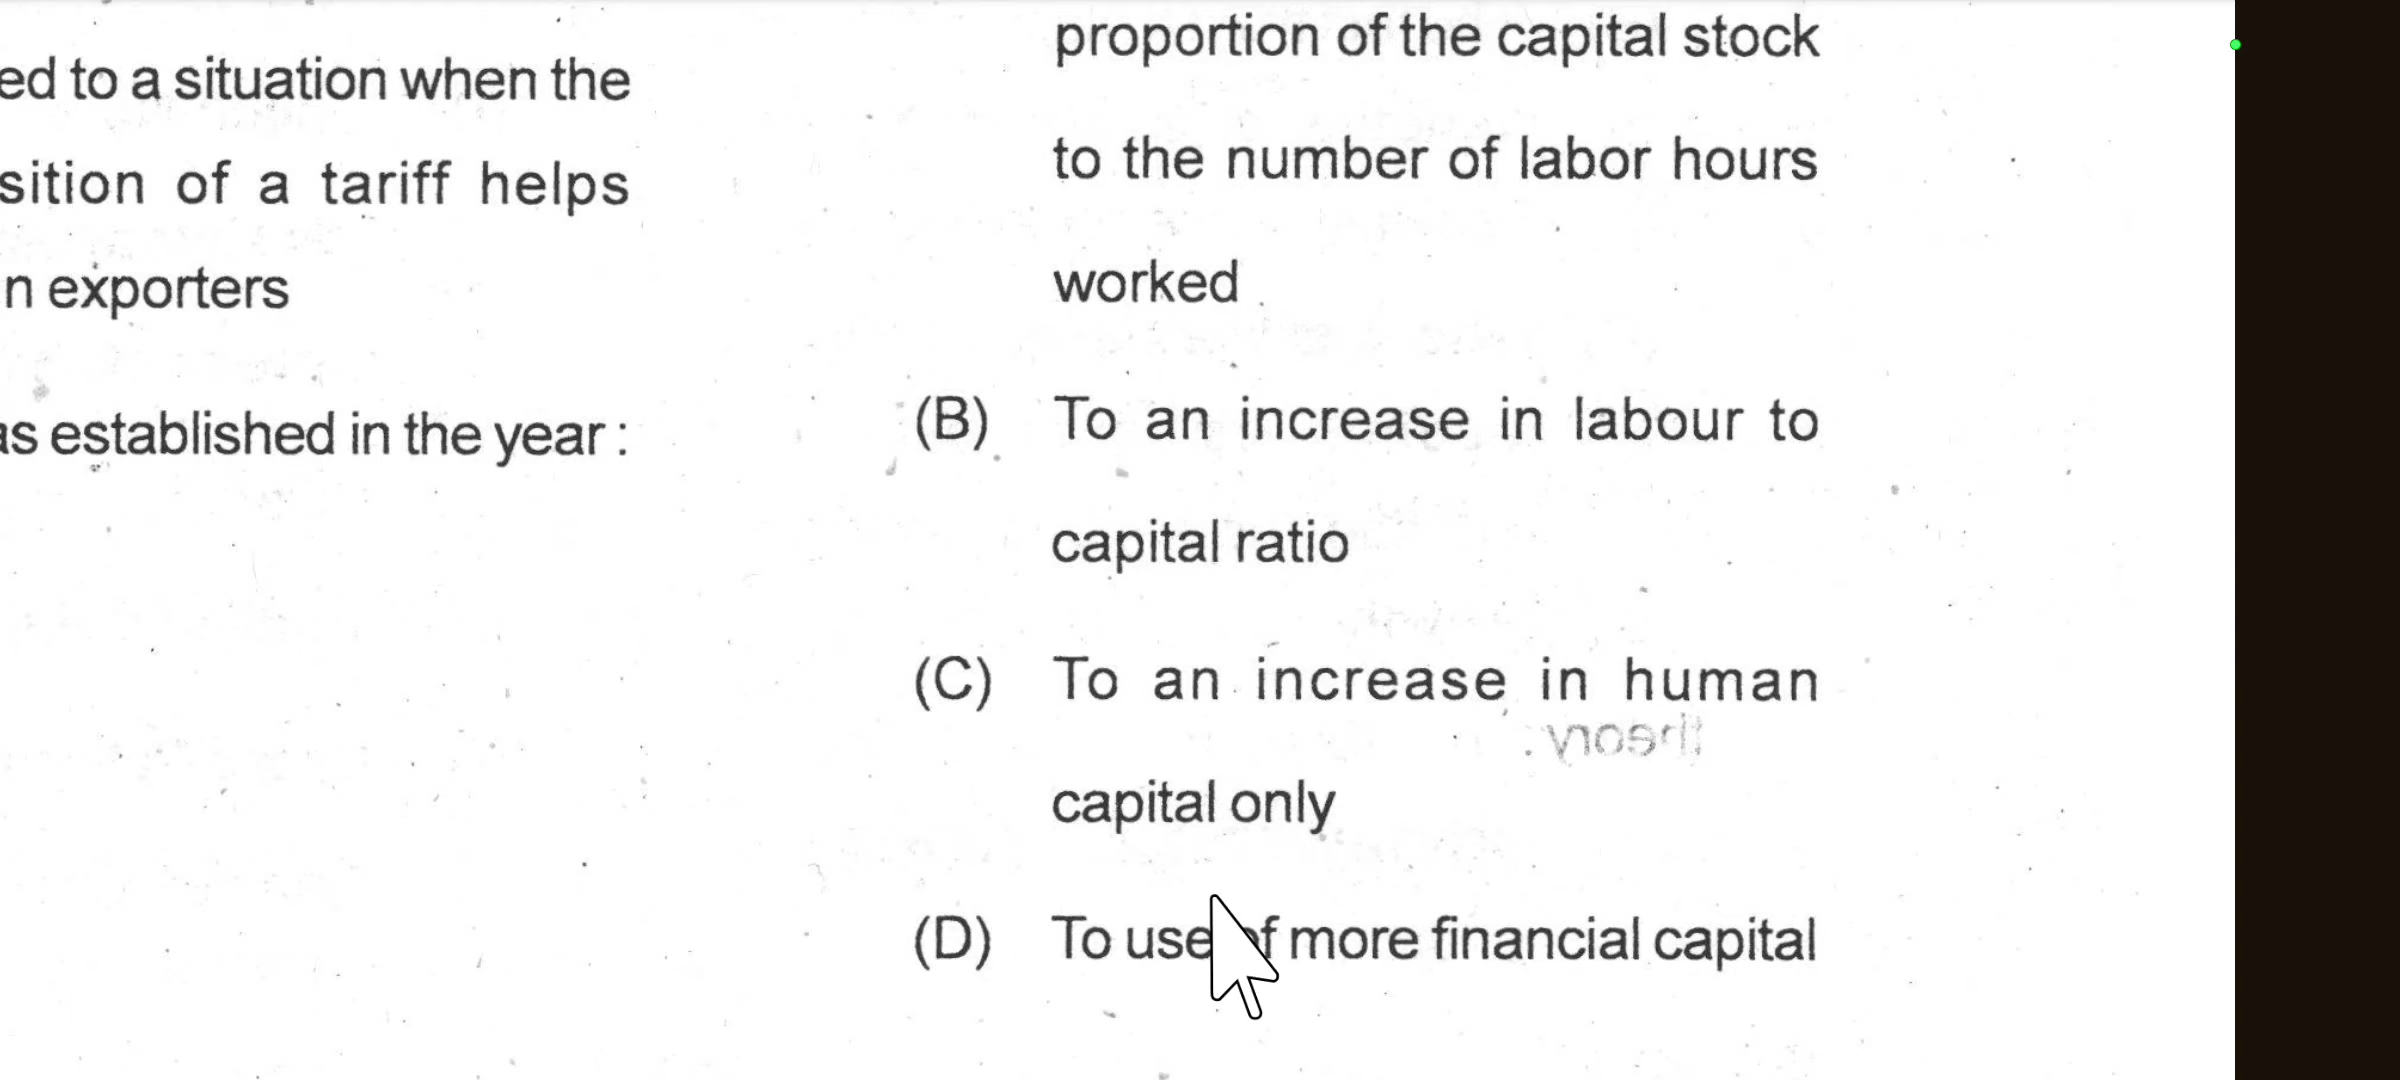 ed to a situation when the
sition of a tariff helps
n exporters
as established in the year :
proportion of the capital stock
to the number of labor hours
worked
(B) To an increase in labour to
capital ratio
(C) To an increase in human
theory :
capital only
(D) To use of more financial capital